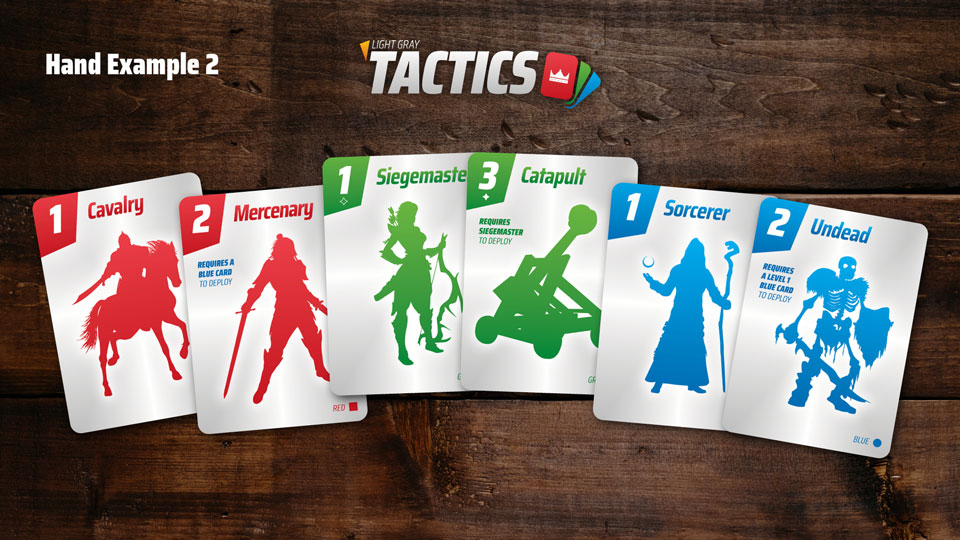 Hand Example 2
LIGHT GRAY
TACTICS
1 Cavalry
2 Mercenary
REQUIRES A
BLUE CARD
TO DEPLOY
RED
1 Siegemaste
3 Catapult
REQUIRES
SIEGEMASTER
TO DEPLOY
GR
1 Sorcerer
2 Undead
REQUIRES
A LEVEL 1
BLUE CARD
TO DEPLOY
BLUE